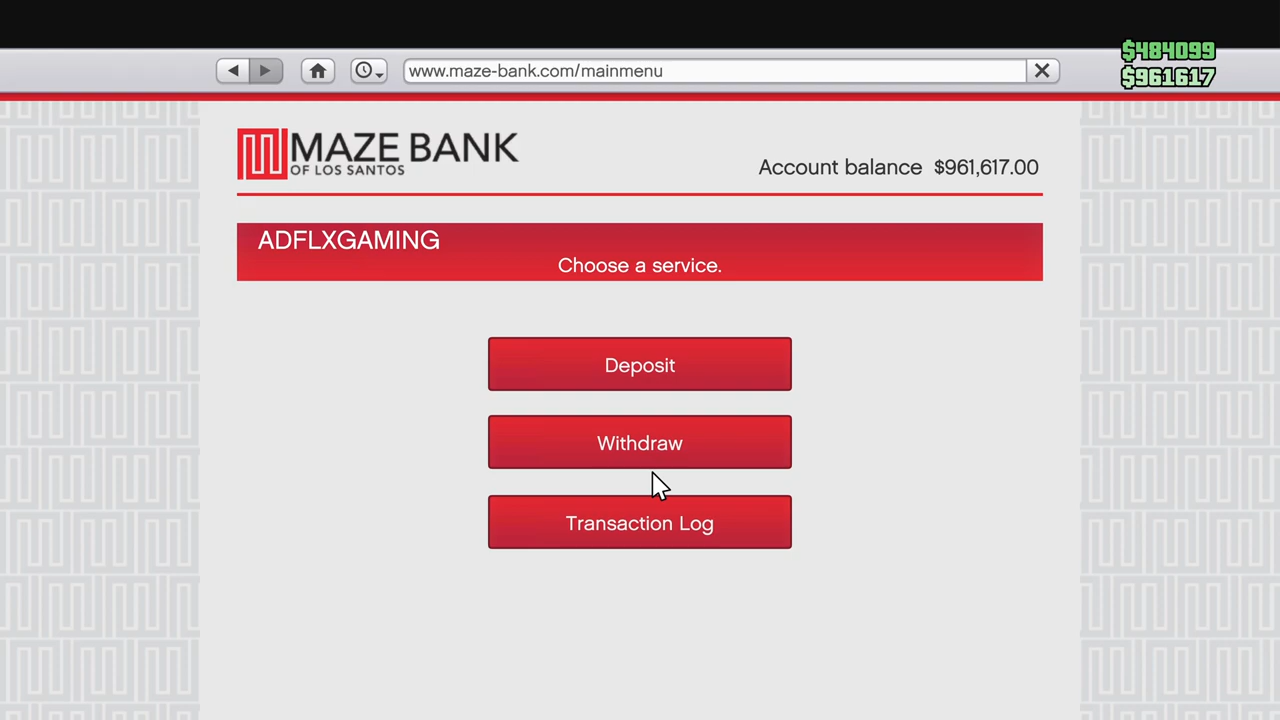 $484099
www.maze-bank.com/mainmenu
$961617
MAZE BANK
OF LOS SANTOS
Account balance $961,617.00
ADFLXGAMING
Choose a service.
Deposit
Withdraw
Transaction Log